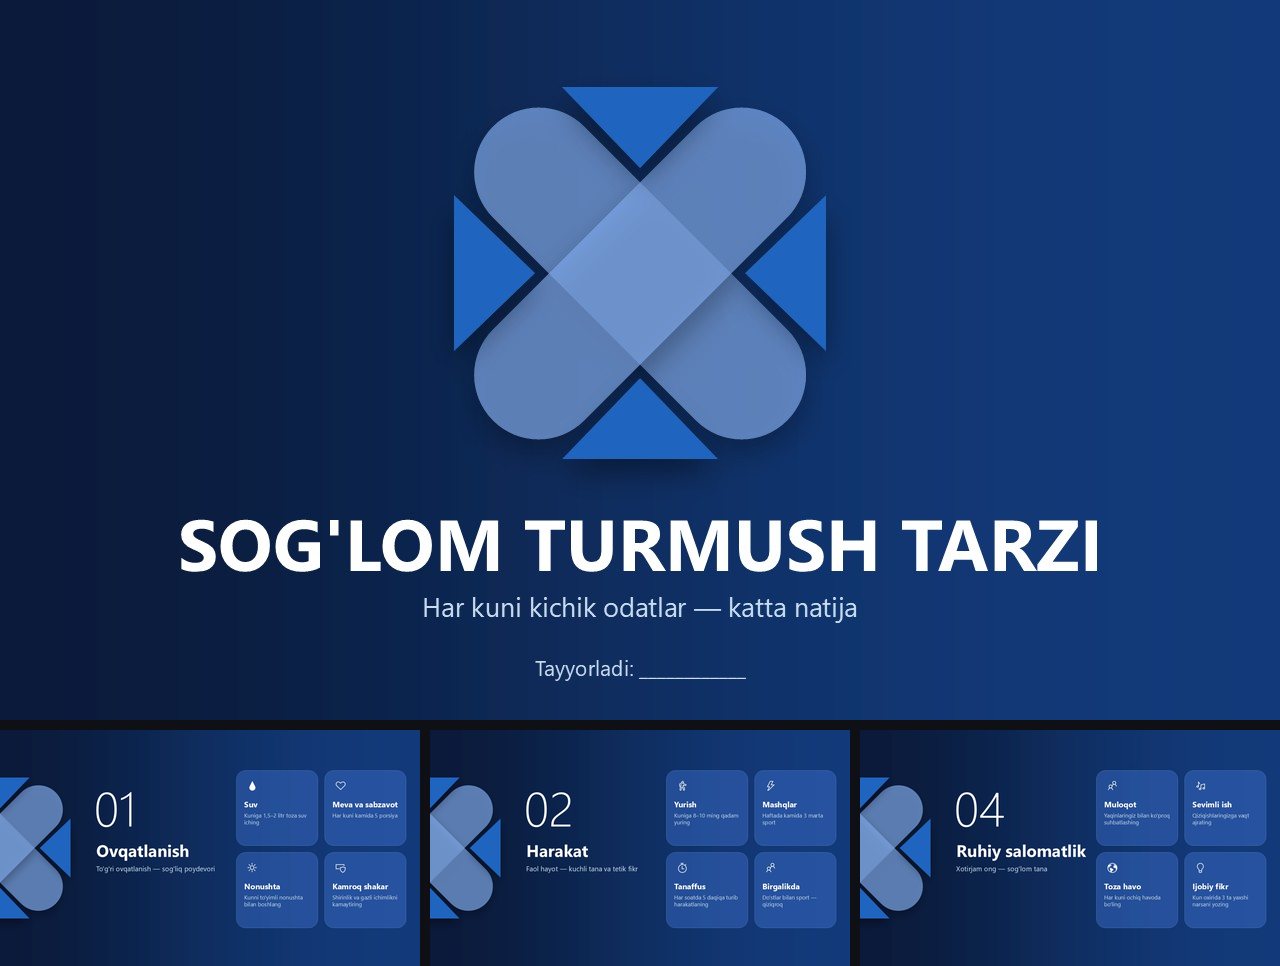 SOG'LOM TURMUSH TARZI
Har kuni kichik odatlar — katta natija
Tayyorladi: ____________
01
Ovqatlanish
To'g'ri ovqatlanish — sog'liq poydevori
Suv
Kuniga 1,5–2 litr toza suv
iching
Meva va sabzavot
Har kuni kamida 5 porsiya
Nonushta
Kunni to'yimli nonushta
bilan boshlang
Kamroq shakar
Shirinlik va gazli ichimlikni
kamaytiring
02
Harakat
Faol hayot — kuchli tana va tetik fikr
Yurish
Kuniga 8–10 ming qadam
yuring
Mashqlar
Haftada kamida 3 marta
sport
Tanaffus
Har soatda 5 daqiqa turib
harakatlaning
Birgalikda
Do'stlar bilan sport —
qiziqroq
04
Ruhiy salomatlik
Xotirjam ong — sog'lom tana
Muloqot
Yaqinlaringiz bilan ko'proq
suhbatlashing
Sevimli ish
Qiziqishlaringizga vaqt
ajrating
Toza havo
Har kuni ochiq havoda
bo'ling
Ijobiy fikr
Kun oxirida 3 ta yaxshi
narsani yozing